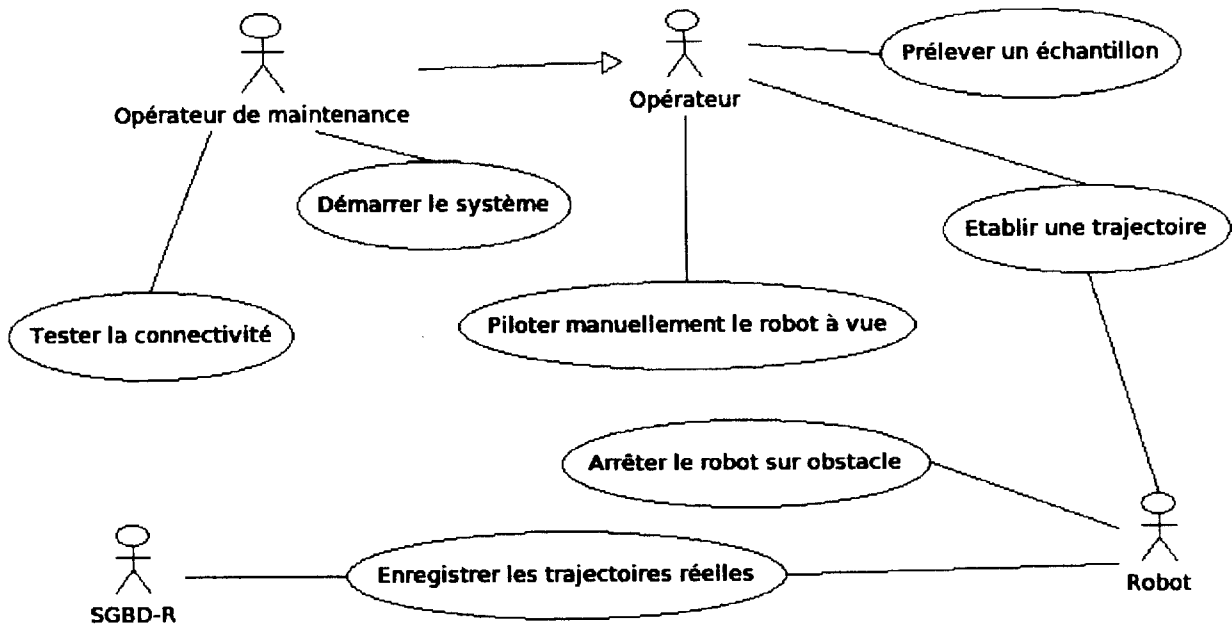 Prélever un échantillon
Opérateur
Opérateur de maintenance
Démarrer le système
Etablir une trajectoire
Tester la connectivité
Piloter manuellement le robot à vue
Arrêter le robot sur obstacle
Enregistrer les trajectoires réelles
Robot
SGBD-R